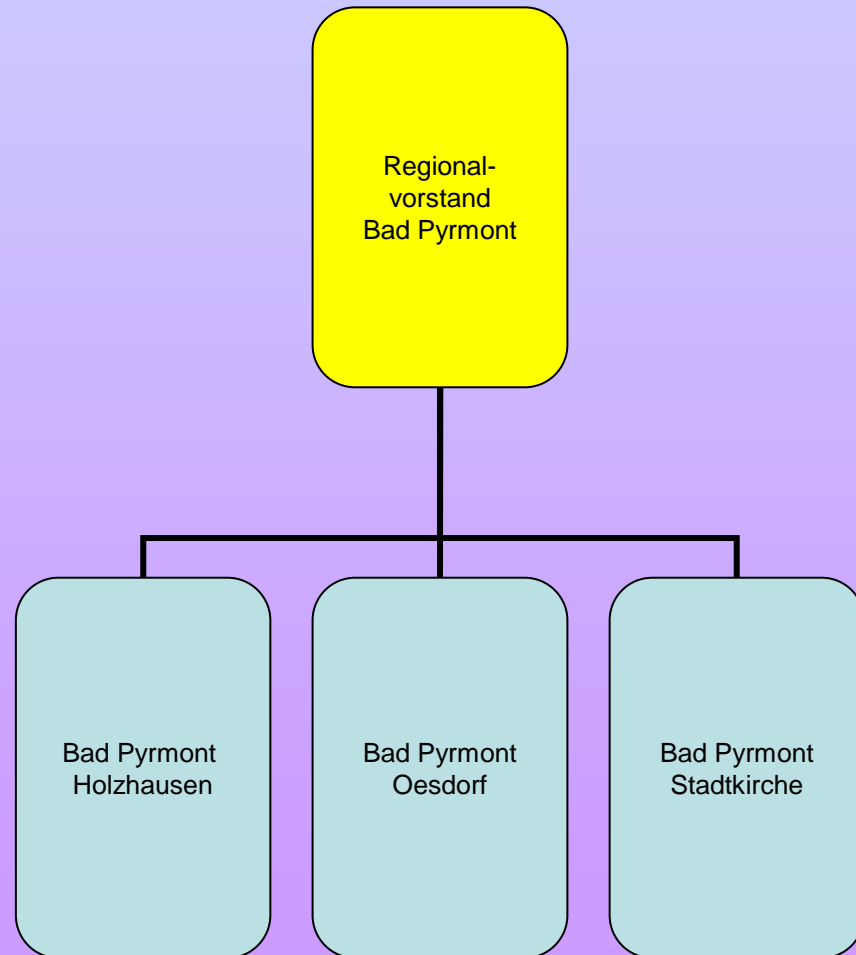 Regional-
vorstand
Bad Pyrmont
Bad Pyrmont
Holzhausen
Bad Pyrmont
Oesdorf
Bad Pyrmont
Stadtkirche